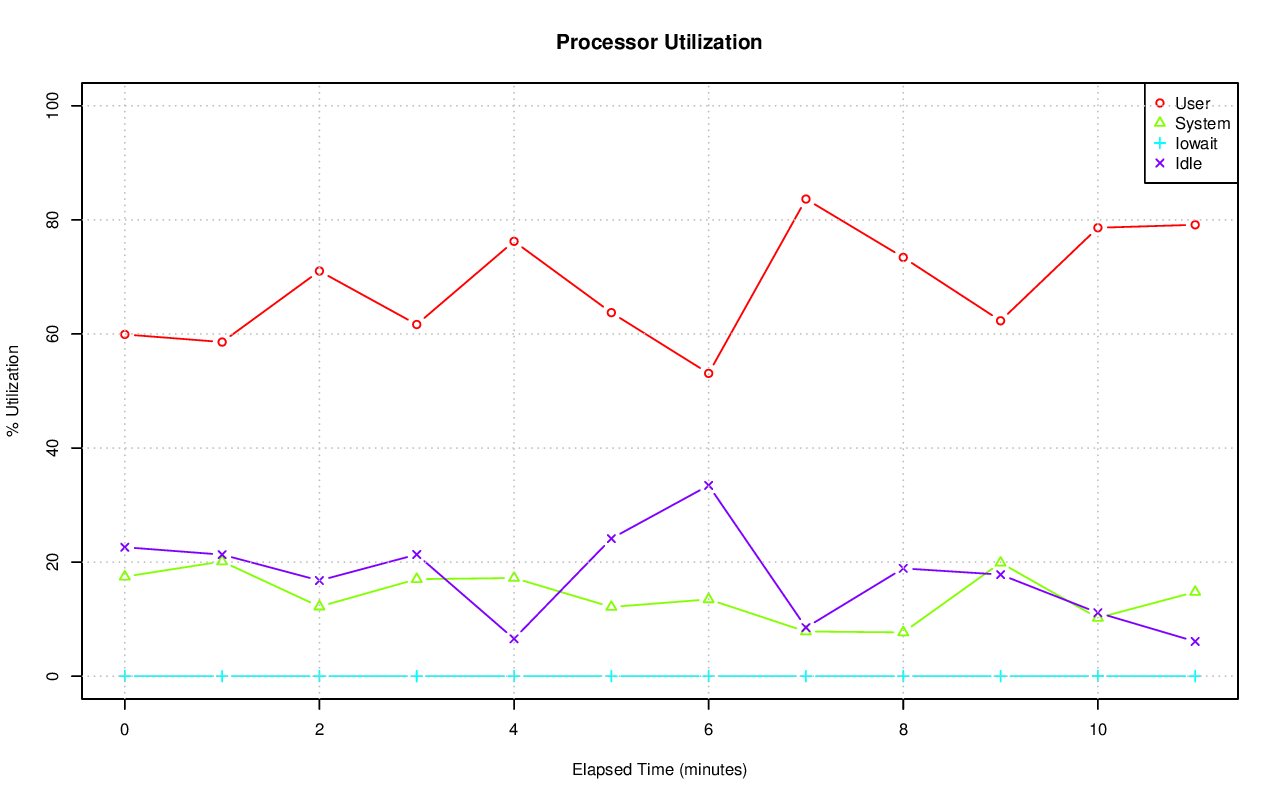 Processor Utilization
User
System
Iowait
Idle
% Utilization
100
80
60
40
20
0
0 2 4 6 8 10
Elapsed Time (minutes)